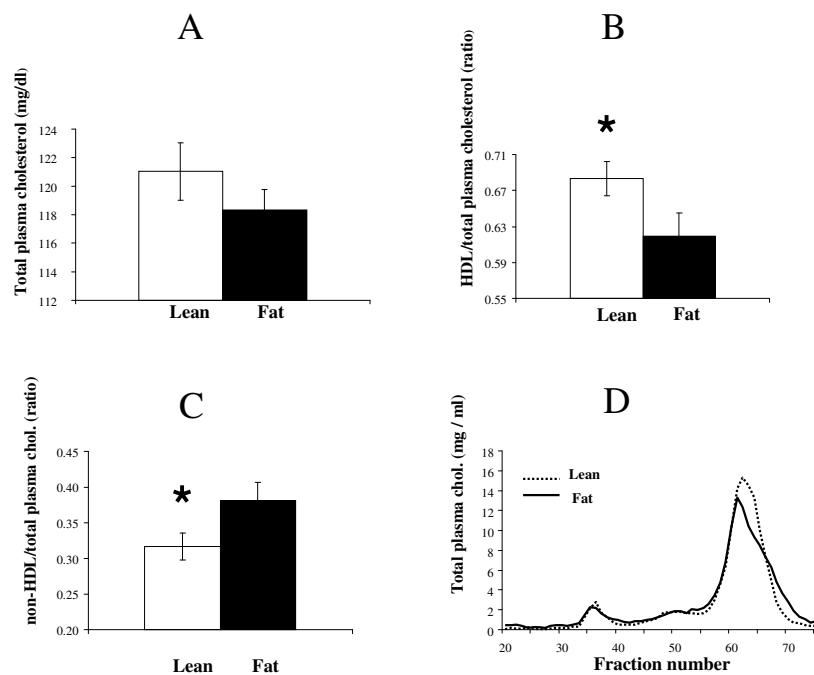 A
Total plasma cholesterol (mg/dl)
124
122
120
118
116
114
112
Lean Fat
B
HDL/total plasma cholesterol (ratio)
*
0.71
0.67
0.63
0.59
0.55
Lean Fat
C
non-HDL/total plasma chol. (ratio)
0.45
0.40
*
0.35
0.30
0.25
0.20
Lean Fat
D
Total plasma chol. (mg / ml)
18
16
14
12
10
8
6
4
2
0
Lean
Fat
20 30 40 50 60 70
Fraction number